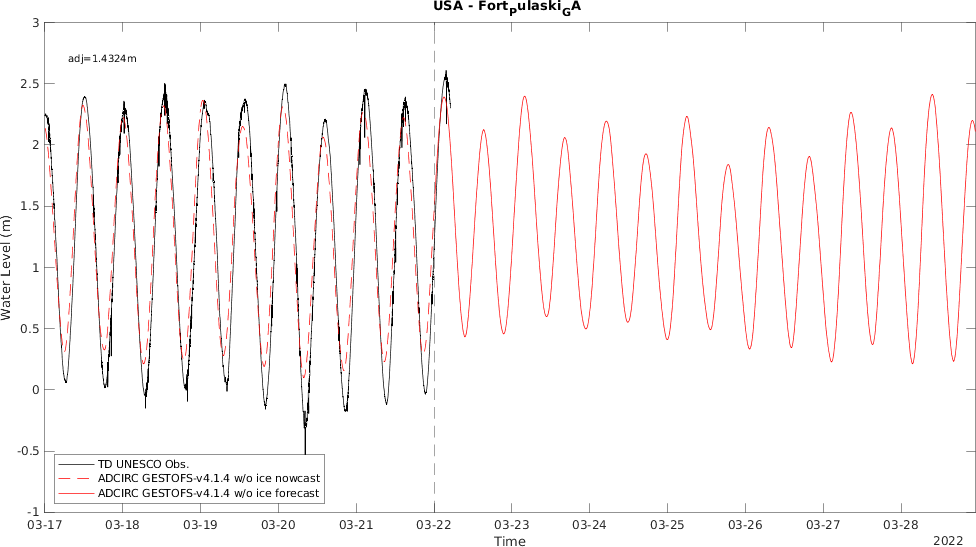 USA - FortPulaskiGA
3
adj=1.4324m
2.5
2
1.5
1
0.5
0
-0.5
-1
Water Level (m)
TD UNESCO Obs.
ADCIRC GESTOFS-v4.1.4 w/o ice nowcast
ADCIRC GESTOFS-v4.1.4 w/o ice forecast
03-17 03-18 03-19 03-20 03-21 03-22 03-23 03-24 03-25 03-26 03-27 03-28
Time
2022